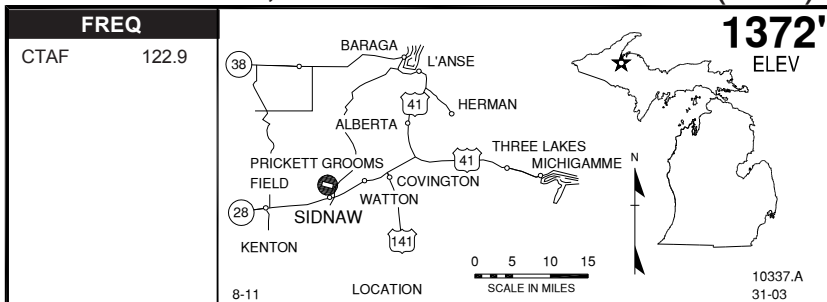 FREQ
CTAF 122.9
1372'
ELEV
BARAGA
38
L'ANSE
41
HERMAN
ALBERTA
THREE LAKES
PRICKETT GROOMS
41
MICHIGAMME
N
FIELD
COVINGTON
WATTON
28
SIDNAW
141
KENTON
0 5 10 15
SCALE IN MILES
10337.A
8-11
LOCATION
31-03